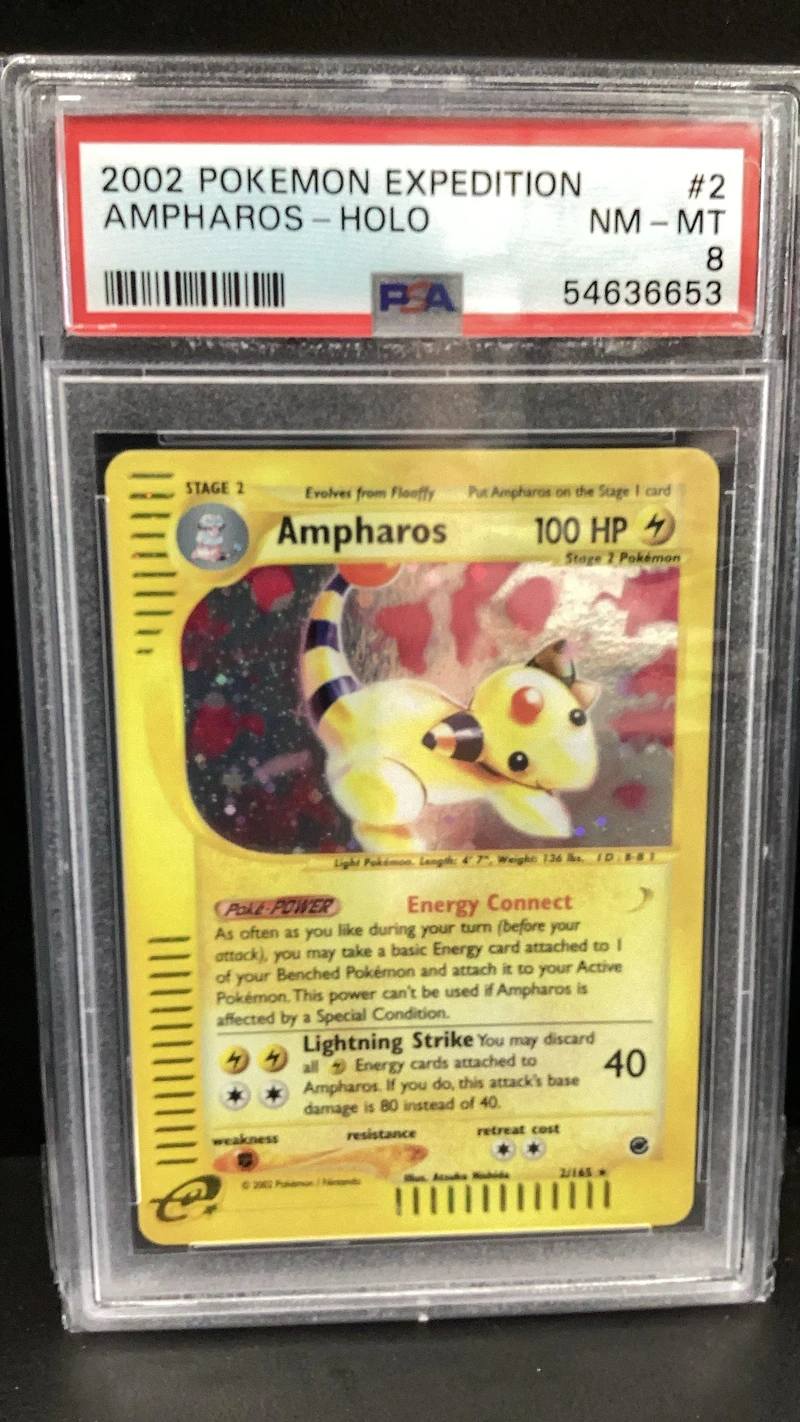 2002 POKEMON EXPEDITION #2
AMPHAROS - HOLO NM - MT
8
PSA 54636653
STAGE 2 Evolves from Flaaffy Put Ampharos on the Stage 1 card
Ampharos 100 HP
Stage 2 Pokémon
Light Pokémon. Length: 4' 7", Weight: 136 lbs.
Poké-POWER Energy Connect
As often as you like during your turn (before your
attack), you may take a basic Energy card attached to 1
of your Benched Pokémon and attach it to your Active
Pokémon. This power can't be used if Ampharos is
affected by a Special Condition.
Lightning Strike You may discard
all Energy cards attached to
Ampharos. If you do, this attack's base
damage is 80 instead of 40.
40
weakness resistance retreat cost
© 2002 Pokémon / Nintendo Illus. Atsuko Nishida 2/165